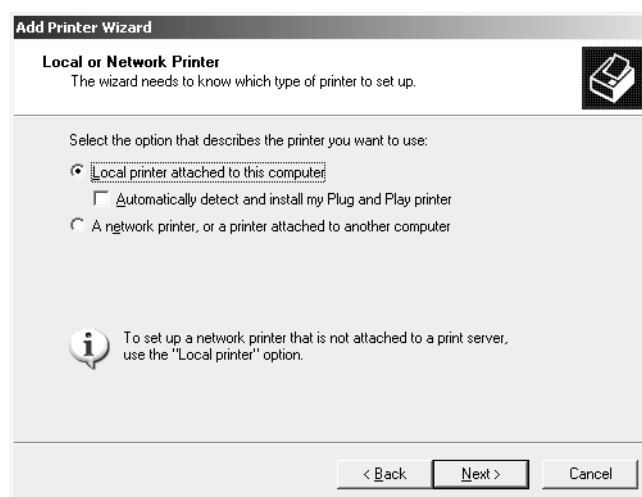 Add Printer Wizard
Local or Network Printer
The wizard needs to know which type of printer to set up.
Select the option that describes the printer you want to use:
Local printer attached to this computer
Automatically detect and install my Plug and Play printer
A network printer, or a printer attached to another computer
To set up a network printer that is not attached to a print server,
use the "Local printer" option.
< Back Next > Cancel